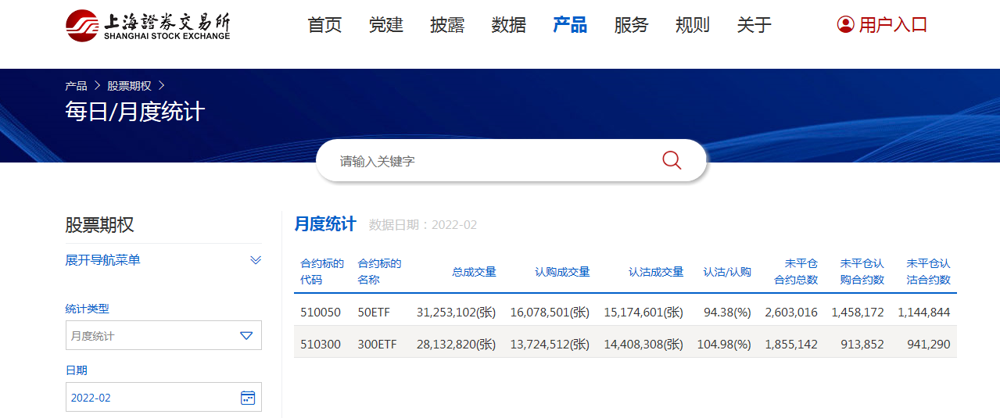 上海證券交易所
SHANGHAI STOCK EXCHANGE
首页 党建 披露 数据 产品 服务 规则 关于 用户入口
产品 股票期权
每日/月度统计
请输入关键字
股票期权
展开导航菜单
统计类型
月度统计
日期
2022-02
月度统计 数据日期：2022-02
合约标的代码 合约标的名称 总成交量 认购成交量 认沽成交量 认沽/认购 未平仓合约总数 未平仓认购合约数 未平仓认沽合约数
510050 50ETF 31,253,102(张) 16,078,501(张) 15,174,601(张) 94.38(%) 2,603,016 1,458,172 1,144,844
510300 300ETF 28,132,820(张) 13,724,512(张) 14,408,308(张) 104.98(%) 1,855,142 913,852 941,290